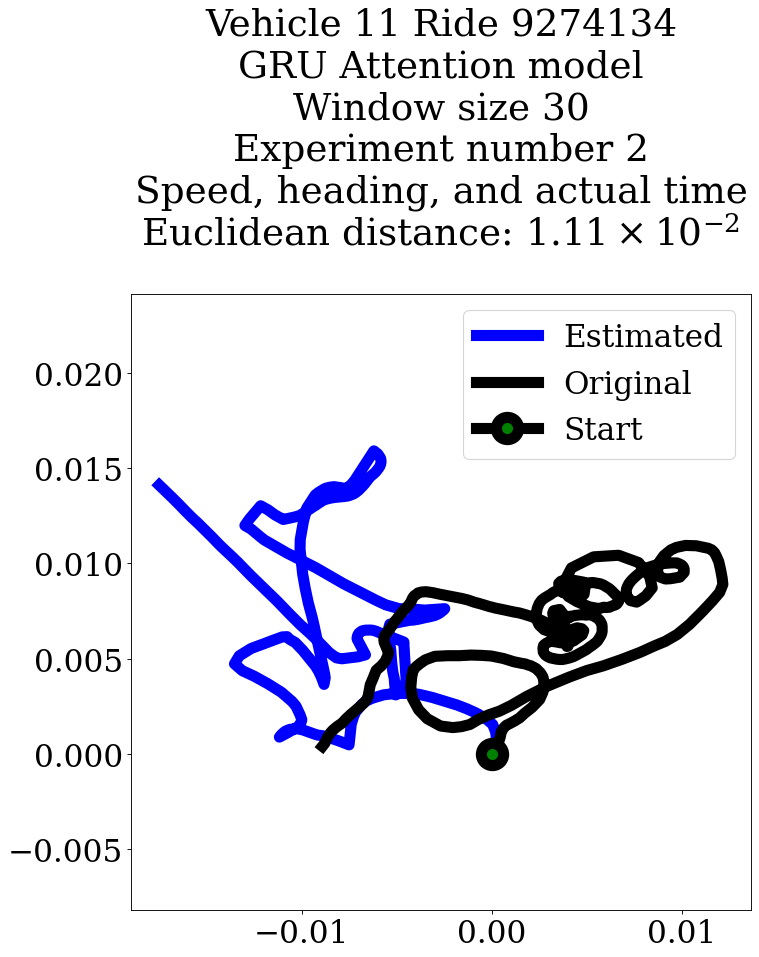 Vehicle 11 Ride 9274134
GRU Attention model
Window size 30
Experiment number 2
Speed, heading, and actual time
Euclidean distance: 1.11 × 10⁻²
Estimated
Original
Start
0.020
0.015
0.010
0.005
0.000
−0.005
−0.01 0.00 0.01